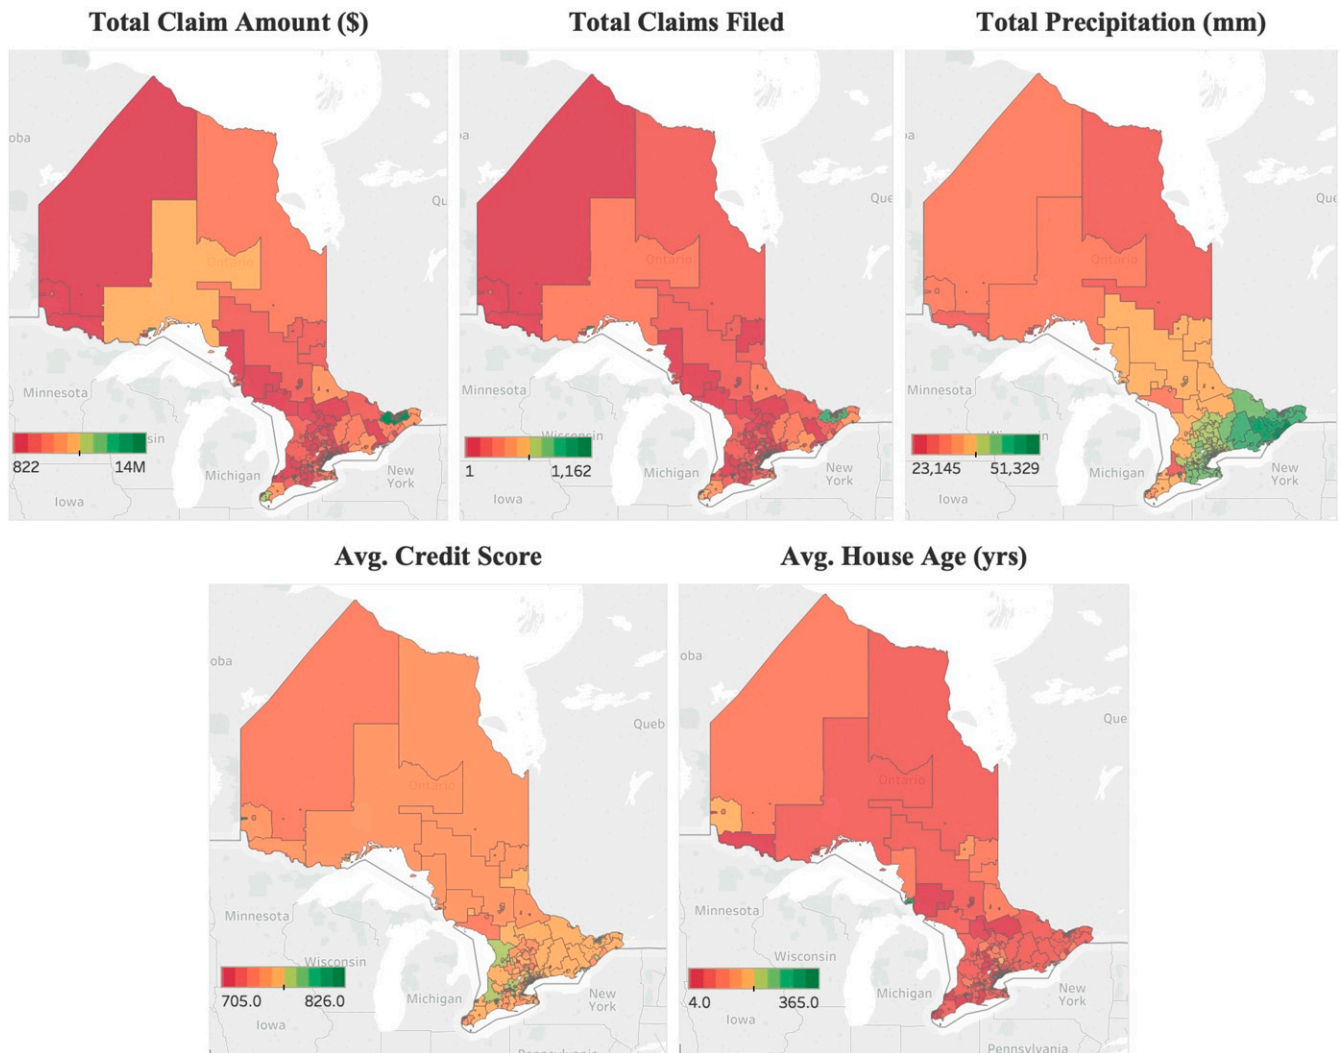 Total Claim Amount ($)
Total Claims Filed
Total Precipitation (mm)
oba
Qu
Ontario
Minnesota
sin
822
14M
Michigan
New
York
Iowa
a
Que
Ontario
Minnesota
Wisconsin
1
1,162
Michigan
New
York
Iowa
a
Que
Ontario
Minnesota
23,145
51,329
Michigan
New
York
Iowa
Avg. Credit Score
Avg. House Age (yrs)
oba
Queb
Ontario
Minnesota
Wisconsin
705.0
826.0
Michigan
New
York
Iowa
Pennsylvania
oba
Que
Ontario
Minnesota
Wisconsin
4.0
365.0
Michigan
New
York
Iowa
Pennsylvania